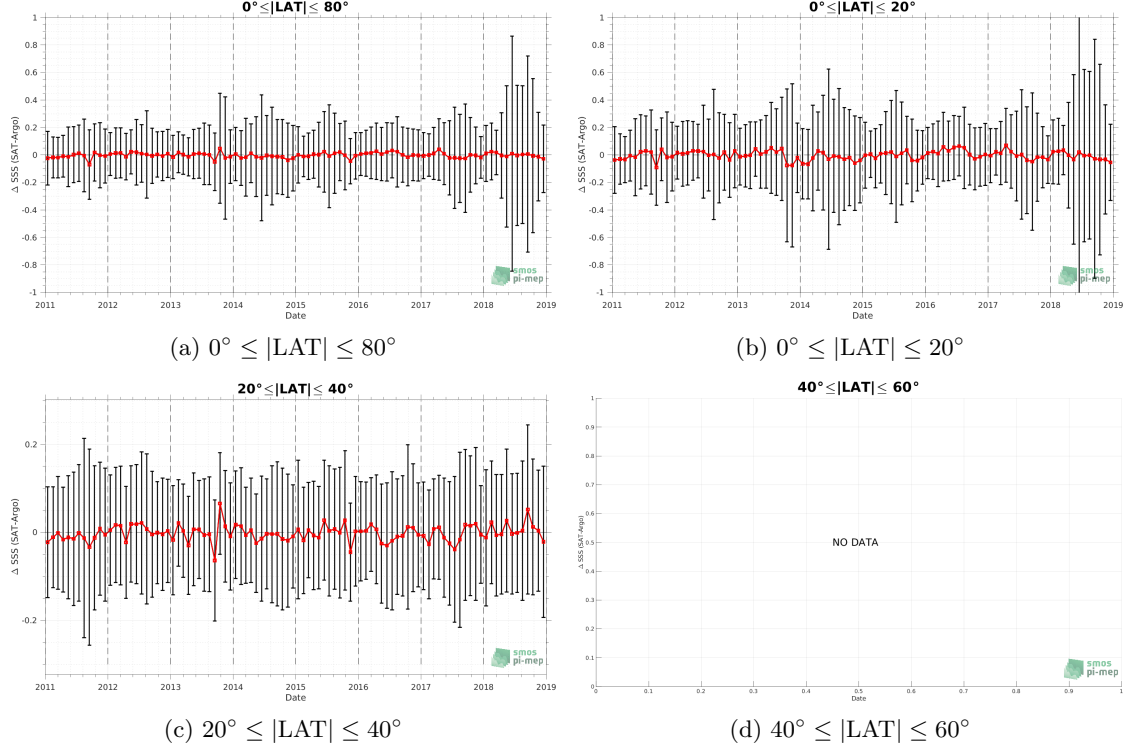 0°≤|LAT|≤ 80°
1
0.8
0.6
0.4
0.2
0
-0.2
-0.4
-0.6
-0.8
-1
Δ SSS (SAT-Argo)
2011 2012 2013 2014 2015 2016 2017 2018 2019
Date
smos
pi-mep
(a) 0° ≤ |LAT| ≤ 80°
0°≤|LAT|≤ 20°
1
0.8
0.6
0.4
0.2
0
-0.2
-0.4
-0.6
-0.8
-1
Δ SSS (SAT-Argo)
2011 2012 2013 2014 2015 2016 2017 2018 2019
Date
smos
pi-mep
(b) 0° ≤ |LAT| ≤ 20°
20°≤|LAT|≤ 40°
0.2
0
-0.2
Δ SSS (SAT-Argo)
2011 2012 2013 2014 2015 2016 2017 2018 2019
Date
smos
pi-mep
(c) 20° ≤ |LAT| ≤ 40°
40°≤|LAT|≤ 60°
1
0.9
0.8
0.7
0.6
0.5
0.4
0.3
0.2
0.1
0
Δ SSS (SAT-Argo)
NO DATA
0 0.1 0.2 0.3 0.4 0.5 0.6 0.7 0.8 0.9 1
Date
smos
pi-mep
(d) 40° ≤ |LAT| ≤ 60°